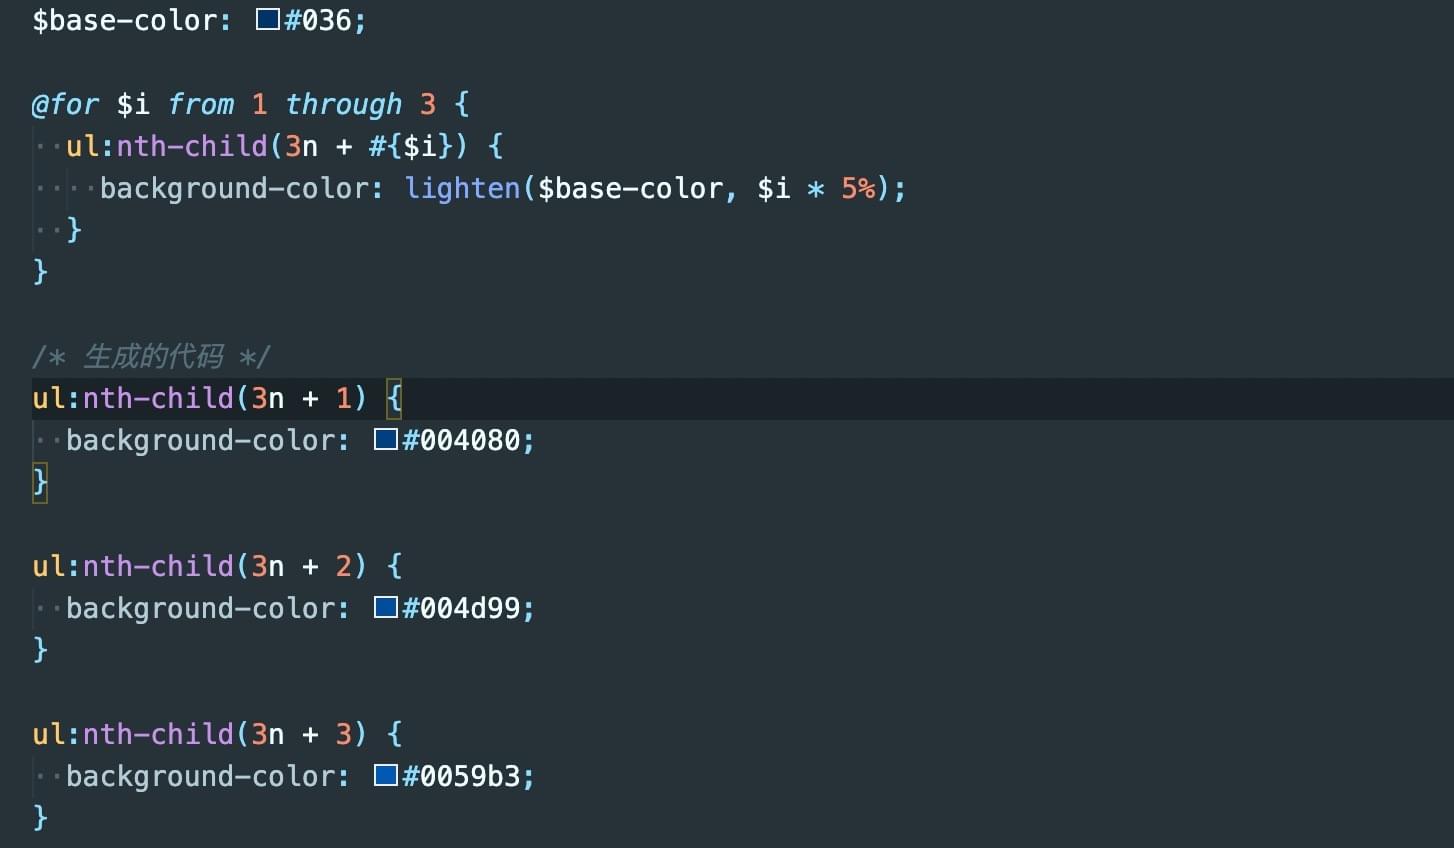 $base-color: #036;
@for $i from 1 through 3 {
ul:nth-child(3n + #{$i}) {
background-color: lighten($base-color, $i * 5%);
}
}
/* 生成的代码 */
ul:nth-child(3n + 1) {
background-color: #004080;
}
ul:nth-child(3n + 2) {
background-color: #004d99;
}
ul:nth-child(3n + 3) {
background-color: #0059b3;
}